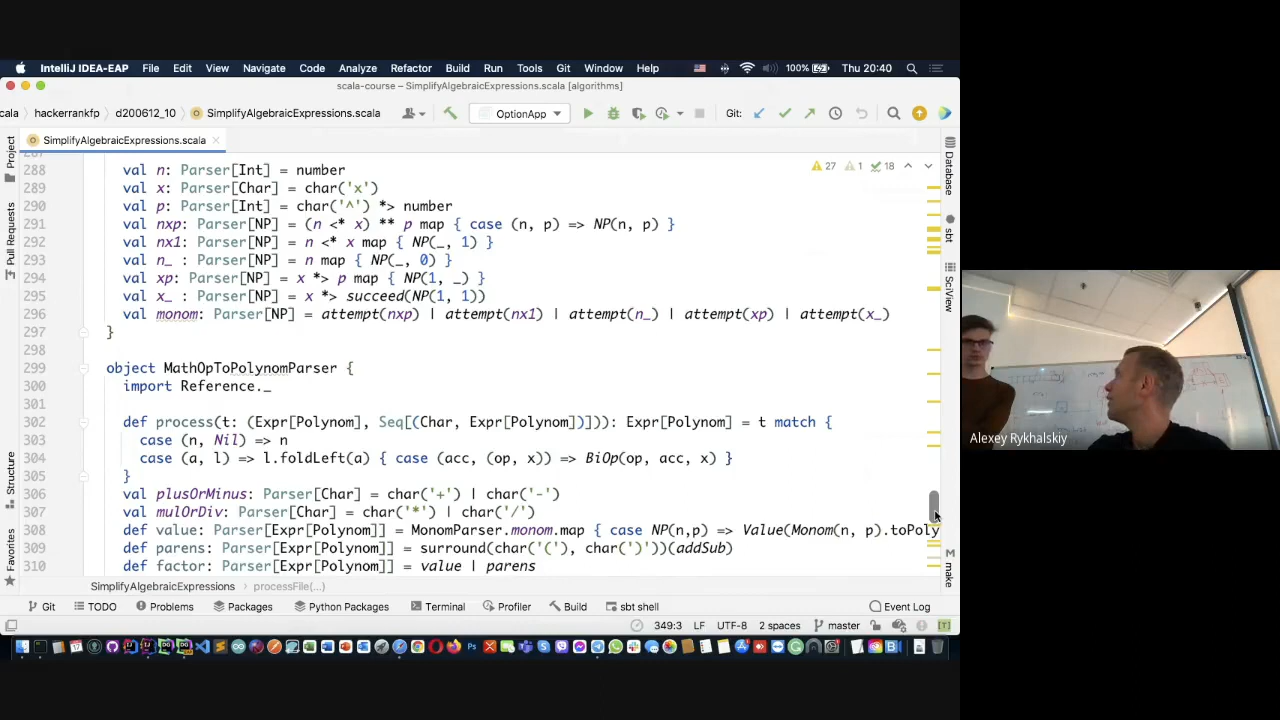 IntelliJ IDEA-EAP File Edit View Navigate Code Analyze Refactor Build Run Tools Git Window Help 100% Thu 20:40
scala-course – SimplifyAlgebraicExpressions.scala [algorithms]
cala hackerrankfp d200612_10 SimplifyAlgebraicExpressions.scala OptionApp Git:
SimplifyAlgebraicExpressions.scala
27 1 18
288 val n: Parser[Int] = number
289 val x: Parser[Char] = char('x')
290 val p: Parser[Int] = char('^') *> number
291 val nxp: Parser[NP] = (n <* x) ** p map { case (n, p) => NP(n, p) }
292 val nx1: Parser[NP] = n <* x map { NP(_, 1) }
293 val n_ : Parser[NP] = n map { NP(_, 0) }
294 val xp: Parser[NP] = x *> p map { NP(1, _) }
295 val x_ : Parser[NP] = x *> succeed(NP(1, 1))
296 val monom: Parser[NP] = attempt(nxp) | attempt(nx1) | attempt(n_) | attempt(xp) | attempt(x_)
297 }
298
299 object MathOpToPolynomParser {
300 import Reference._
301
302 def process(t: (Expr[Polynom], Seq[(Char, Expr[Polynom])])): Expr[Polynom] = t match {
303 case (n, Nil) => n
304 case (a, l) => l.foldLeft(a) { case (acc, (op, x)) => BiOp(op, acc, x) }
305 }
306 val plusOrMinus: Parser[Char] = char('+') | char('-')
307 val mulOrDiv: Parser[Char] = char('*') | char('/')
308 def value: Parser[Expr[Polynom]] = MonomParser.monom.map { case NP(n,p) => Value(Monom(n, p).toPoly
309 def parens: Parser[Expr[Polynom]] = surround(char('('), char(')'))(addSub)
310 def factor: Parser[Expr[Polynom]] = value | parens
Project
Pull Requests
Structure
Favorites
Database
sbt
SciView
make
SimplifyAlgebraicExpressions processFile(...)
Git TODO Problems Packages Python Packages Terminal Profiler Build sbt shell Event Log
349:3 LF UTF-8 2 spaces master
Alexey Rykhalskiy